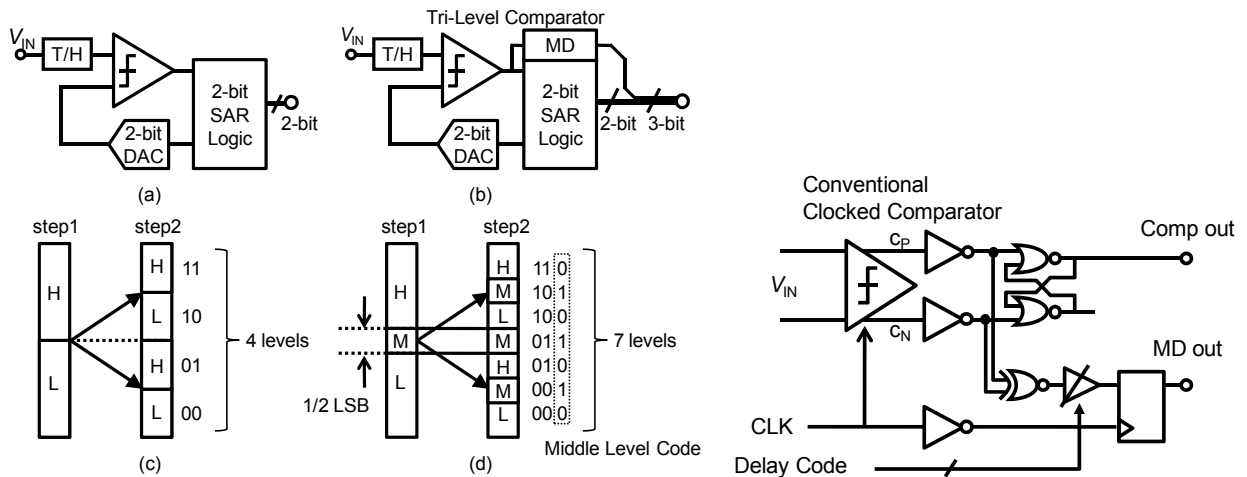 V_IN
T/H
2-bit
SAR
Logic
2-bit
2-bit
DAC
(a)
Tri-Level Comparator
V_IN
T/H
MD
2-bit
SAR
Logic
2-bit
3-bit
2-bit
DAC
(b)
step1
step2
H
L
H
L
H
L
11
10
01
00
4 levels
(c)
step1
step2
H
M
L
1/2 LSB
H 11 0
M 10 1
L 10 0
M 01 1
H 01 0
M 00 1
L 00 0
7 levels
Middle Level Code
(d)
Conventional
Clocked Comparator
Comp out
V_IN
c_P
c_N
MD out
CLK
Delay Code